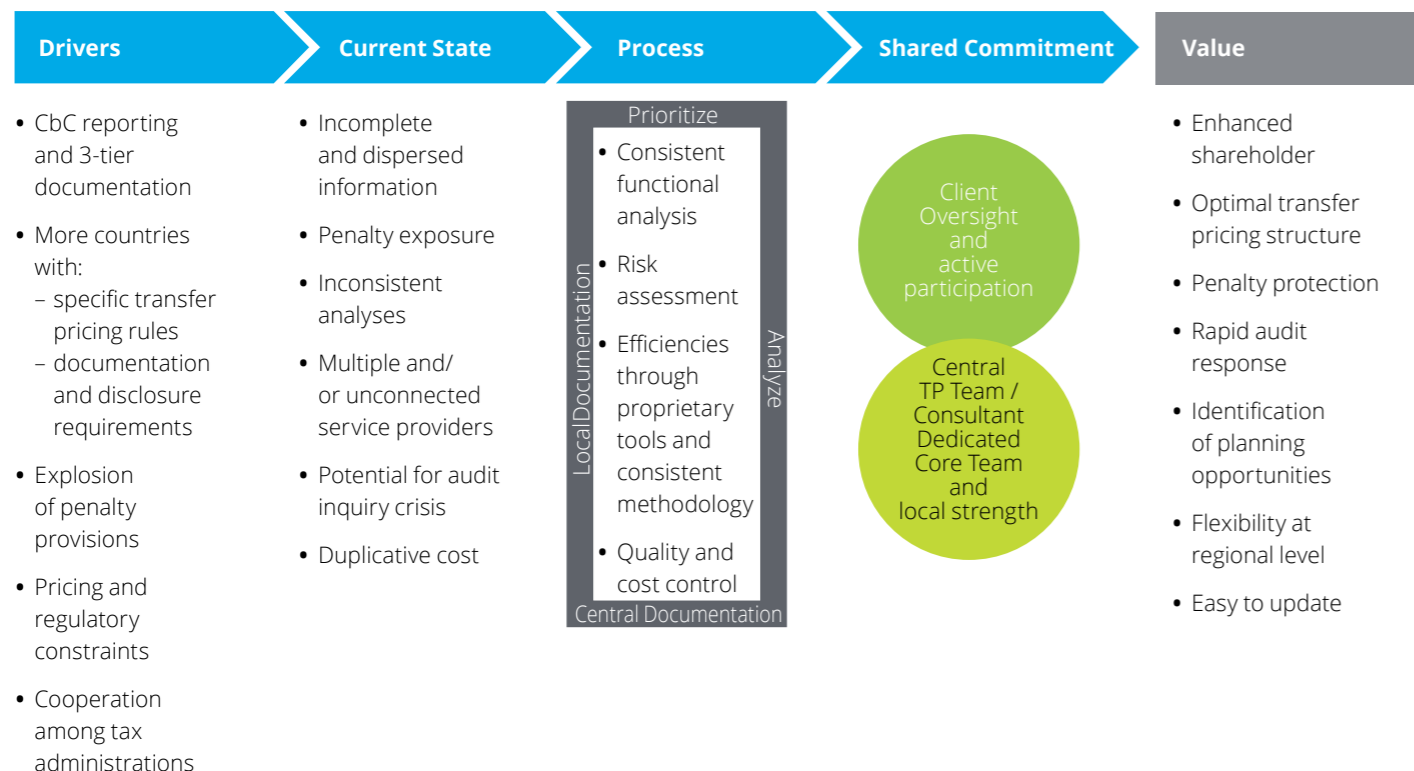 Drivers
Current State
Process
Shared Commitment
Value
• CbC reporting
and 3-tier
documentation
• More countries
with:
– specific transfer
pricing rules
– documentation
and disclosure
requirements
• Explosion
of penalty
provisions
• Pricing and
regulatory
constraints
• Cooperation
among tax
administrations
• Incomplete
and dispersed
information
• Penalty exposure
• Inconsistent
analyses
• Multiple and/
or unconnected
service providers
• Potential for audit
inquiry crisis
• Duplicative cost
Prioritize
LocalDocumentation
• Consistent
functional
analysis
• Risk
assessment
• Efficiencies
through
proprietary
tools and
consistent
methodology
• Quality and
cost control
Analyze
Central Documentation
Client
Oversight
and
active
participation
Central
TP Team /
Consultant
Dedicated
Core Team
and
local strength
• Enhanced
shareholder
• Optimal transfer
pricing structure
• Penalty protection
• Rapid audit
response
• Identification
of planning
opportunities
• Flexibility at
regional level
• Easy to update